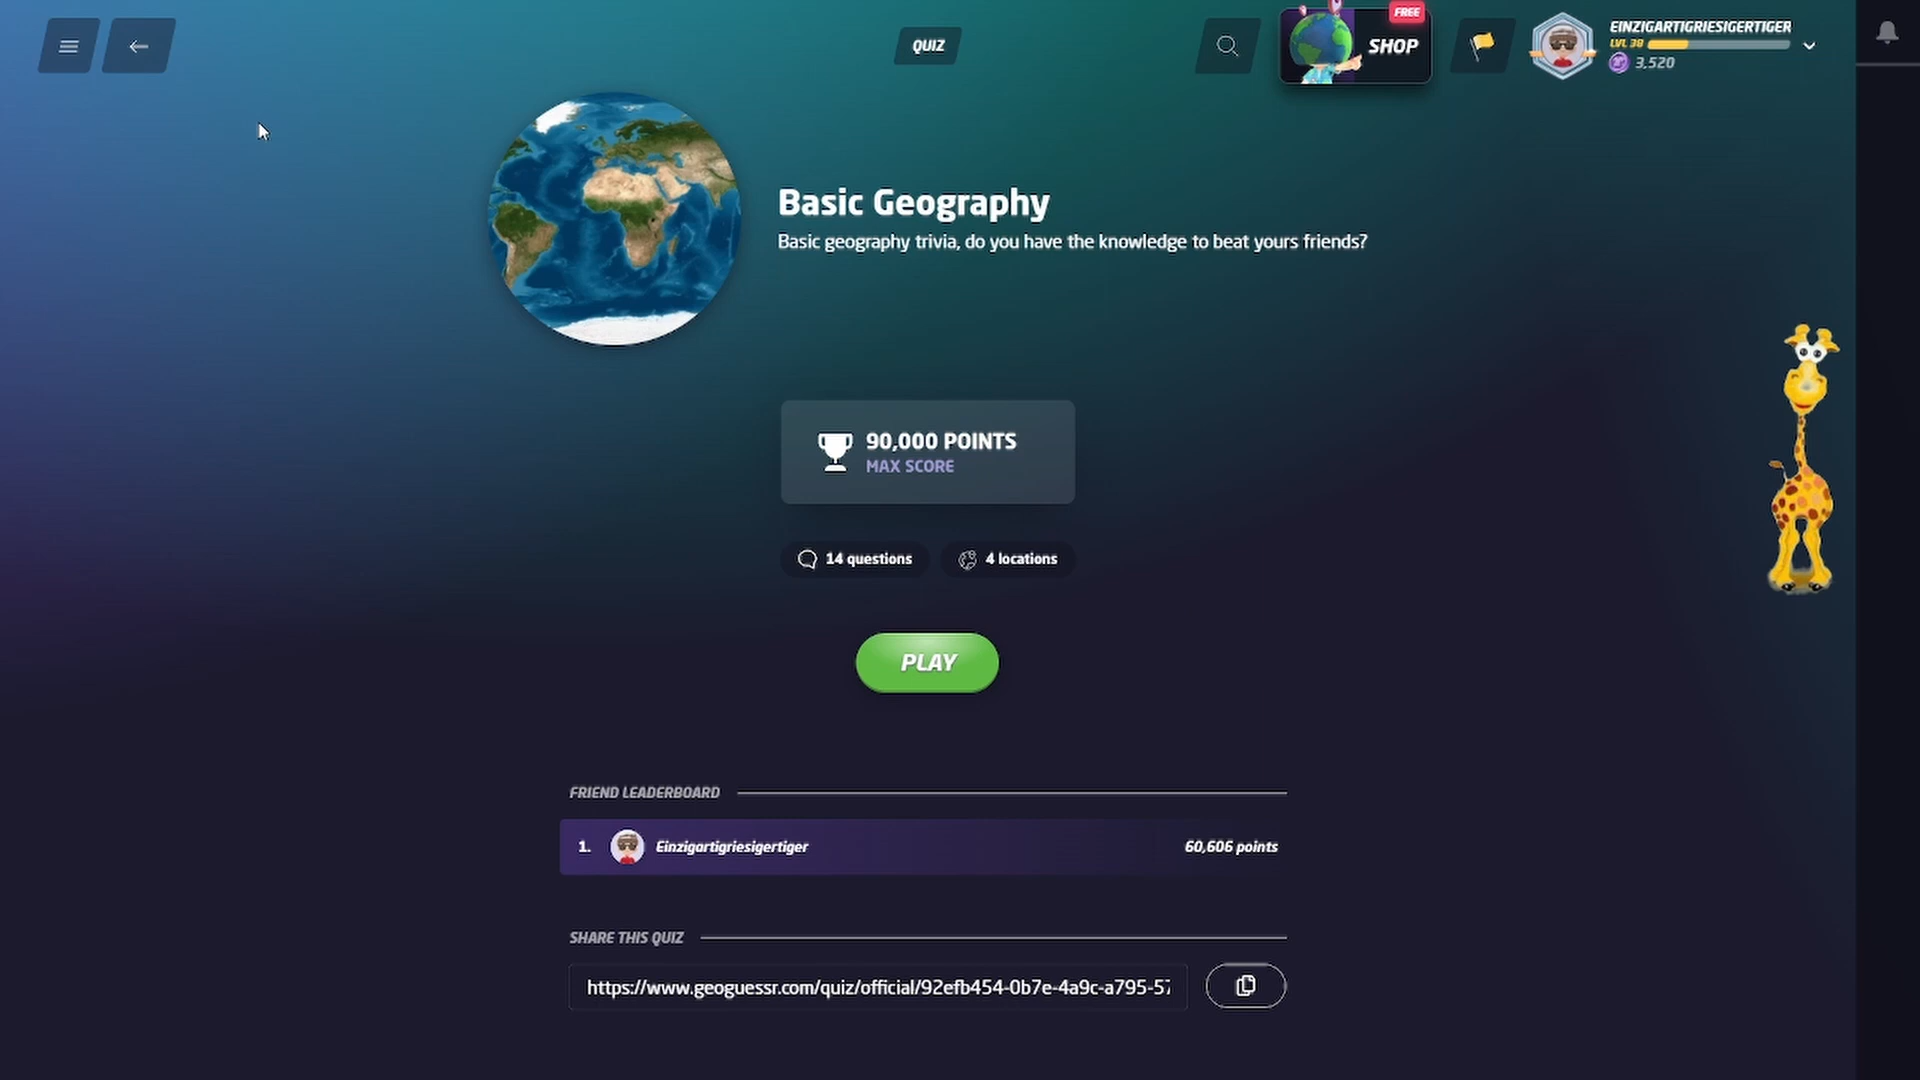 QUIZ
FREE
SHOP
EINZIGARTIGRIESIGERTIGER
LVL 38
3,520
Basic Geography
Basic geography trivia, do you have the knowledge to beat yours friends?
90,000 POINTS
MAX SCORE
14 questions
4 locations
PLAY
FRIEND LEADERBOARD
1. Einzigartigriesigertiger 60,606 points
SHARE THIS QUIZ
https://www.geoguessr.com/quiz/official/92efb454-0b7e-4a9c-a795-57